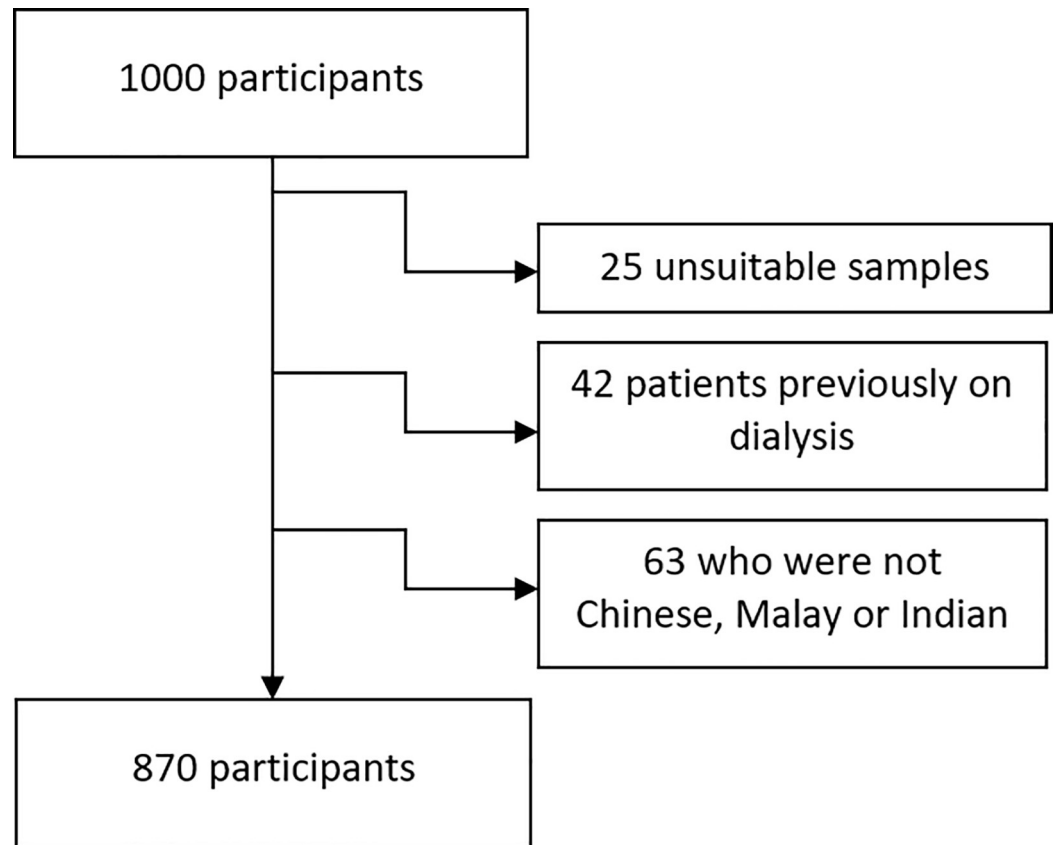 1000 participants
25 unsuitable samples
42 patients previously on
dialysis
63 who were not
Chinese, Malay or Indian
870 participants